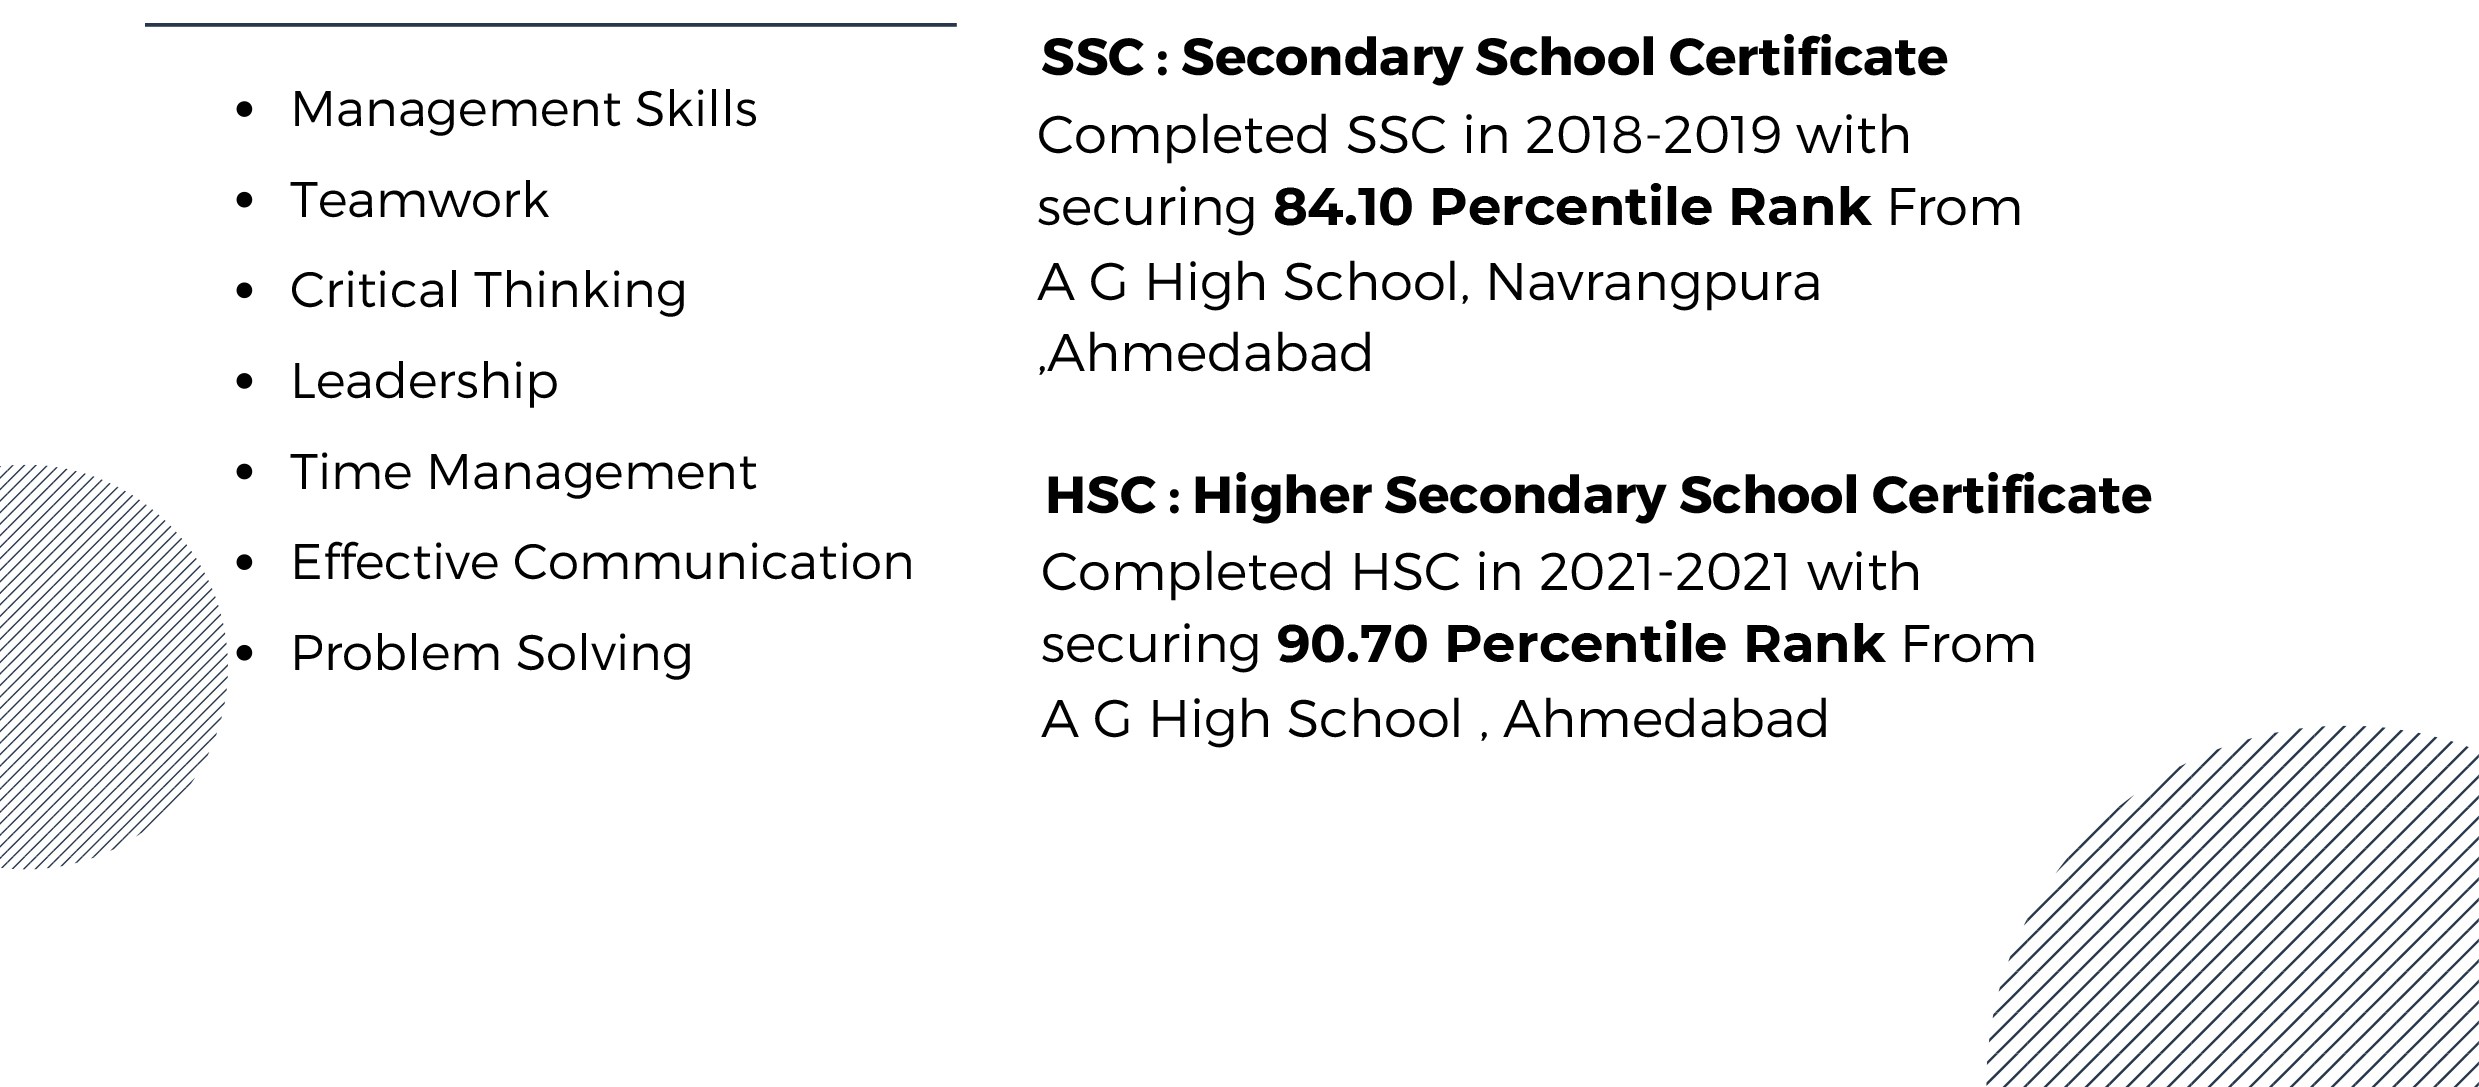 • Management Skills
• Teamwork
• Critical Thinking
• Leadership
• Time Management
• Effective Communication
• Problem Solving
SSC : Secondary School Certificate
Completed SSC in 2018-2019 with
securing 84.10 Percentile Rank From
A G High School, Navrangpura
,Ahmedabad
HSC : Higher Secondary School Certificate
Completed HSC in 2021-2021 with
securing 90.70 Percentile Rank From
A G High School , Ahmedabad